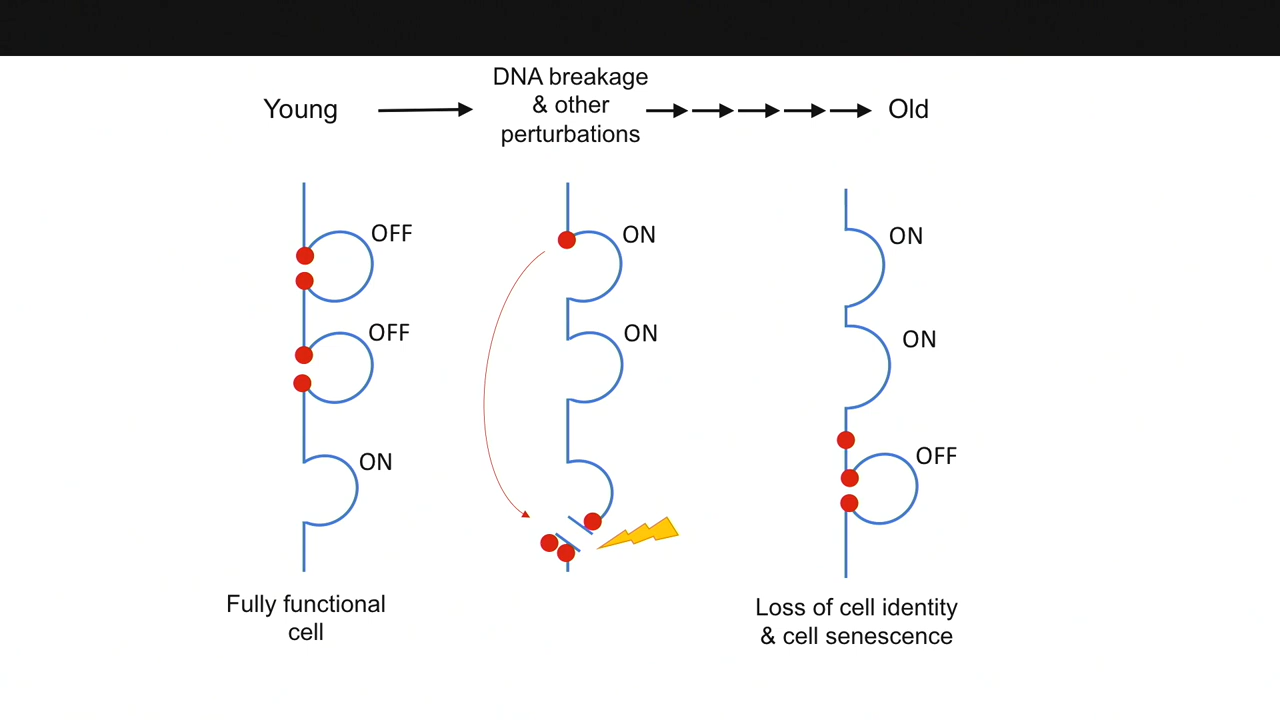 Young
DNA breakage
& other
perturbations
Old
OFF
OFF
ON
ON
ON
ON
ON
OFF
Fully functional
cell
Loss of cell identity
& cell senescence